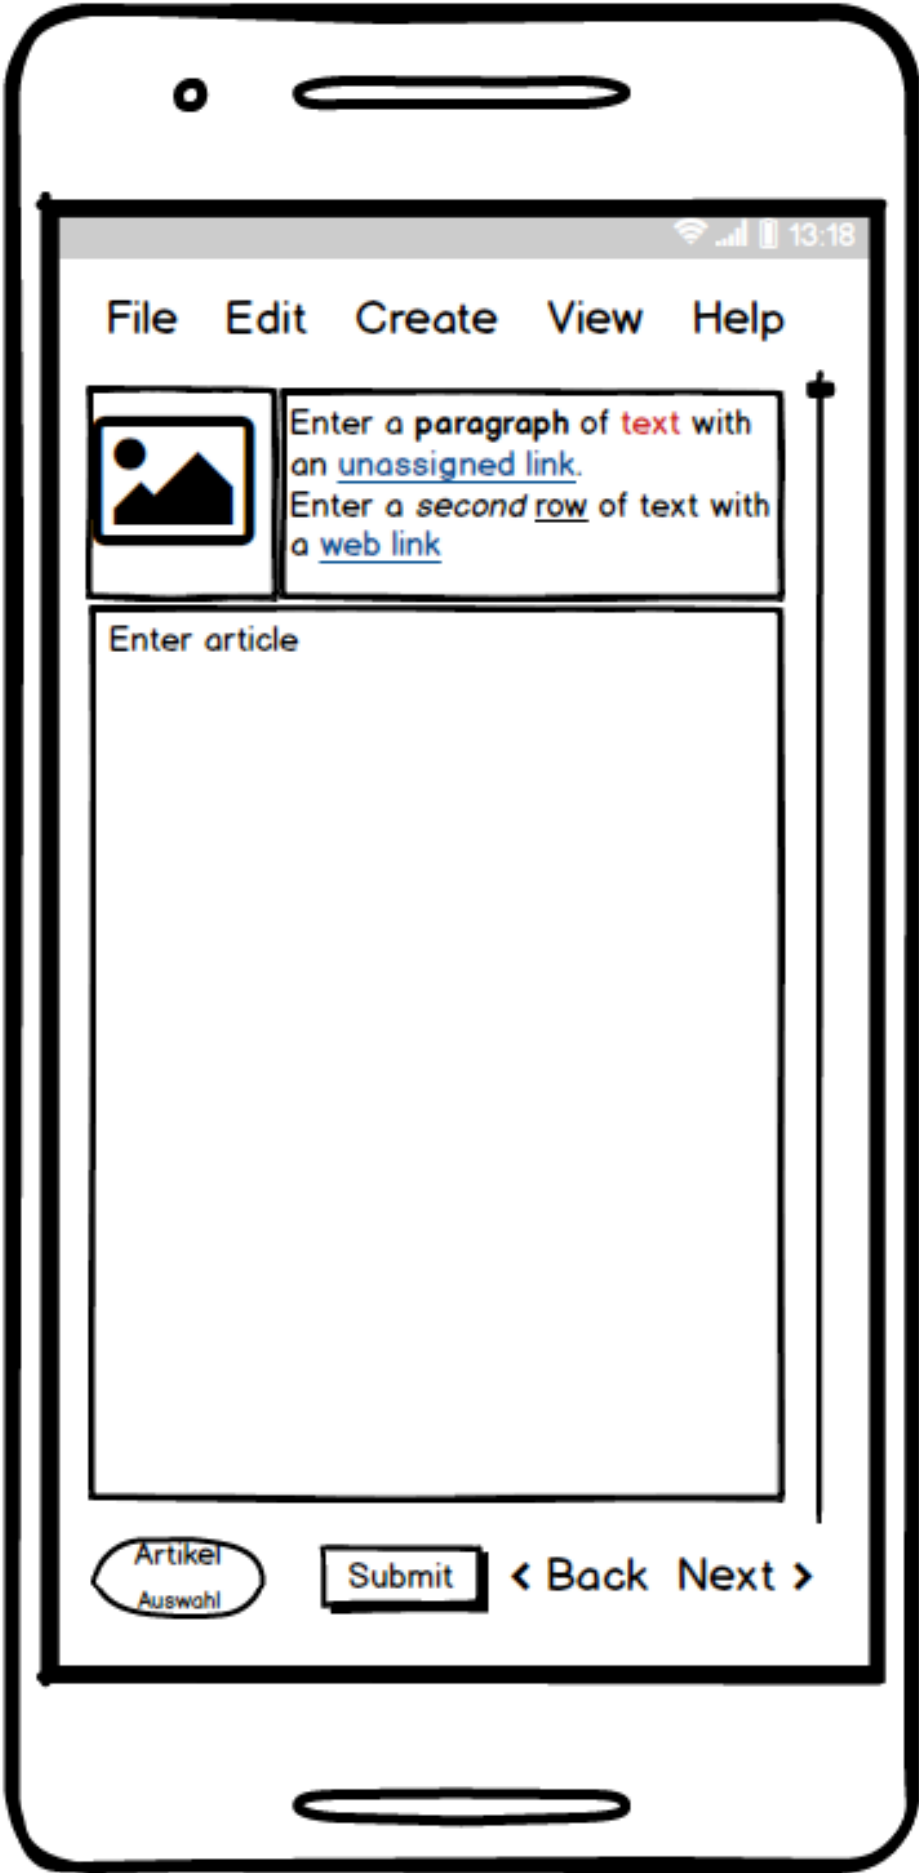 13:18
File Edit Create View Help
Enter a paragraph of text with
an unassigned link.
Enter a second row of text with
a web link
Enter article
Artikel
Auswahl
Submit
< Back Next >